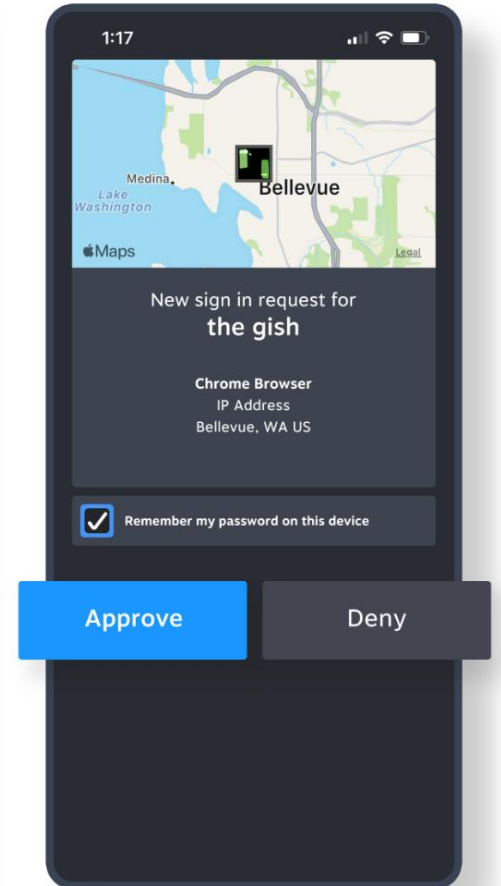 1:17
Medina
Bellevue
Lake
Washington
Maps
Legal
New sign in request for
the gish
Chrome Browser
IP Address
Bellevue, WA US
Remember my password on this device
Approve
Deny